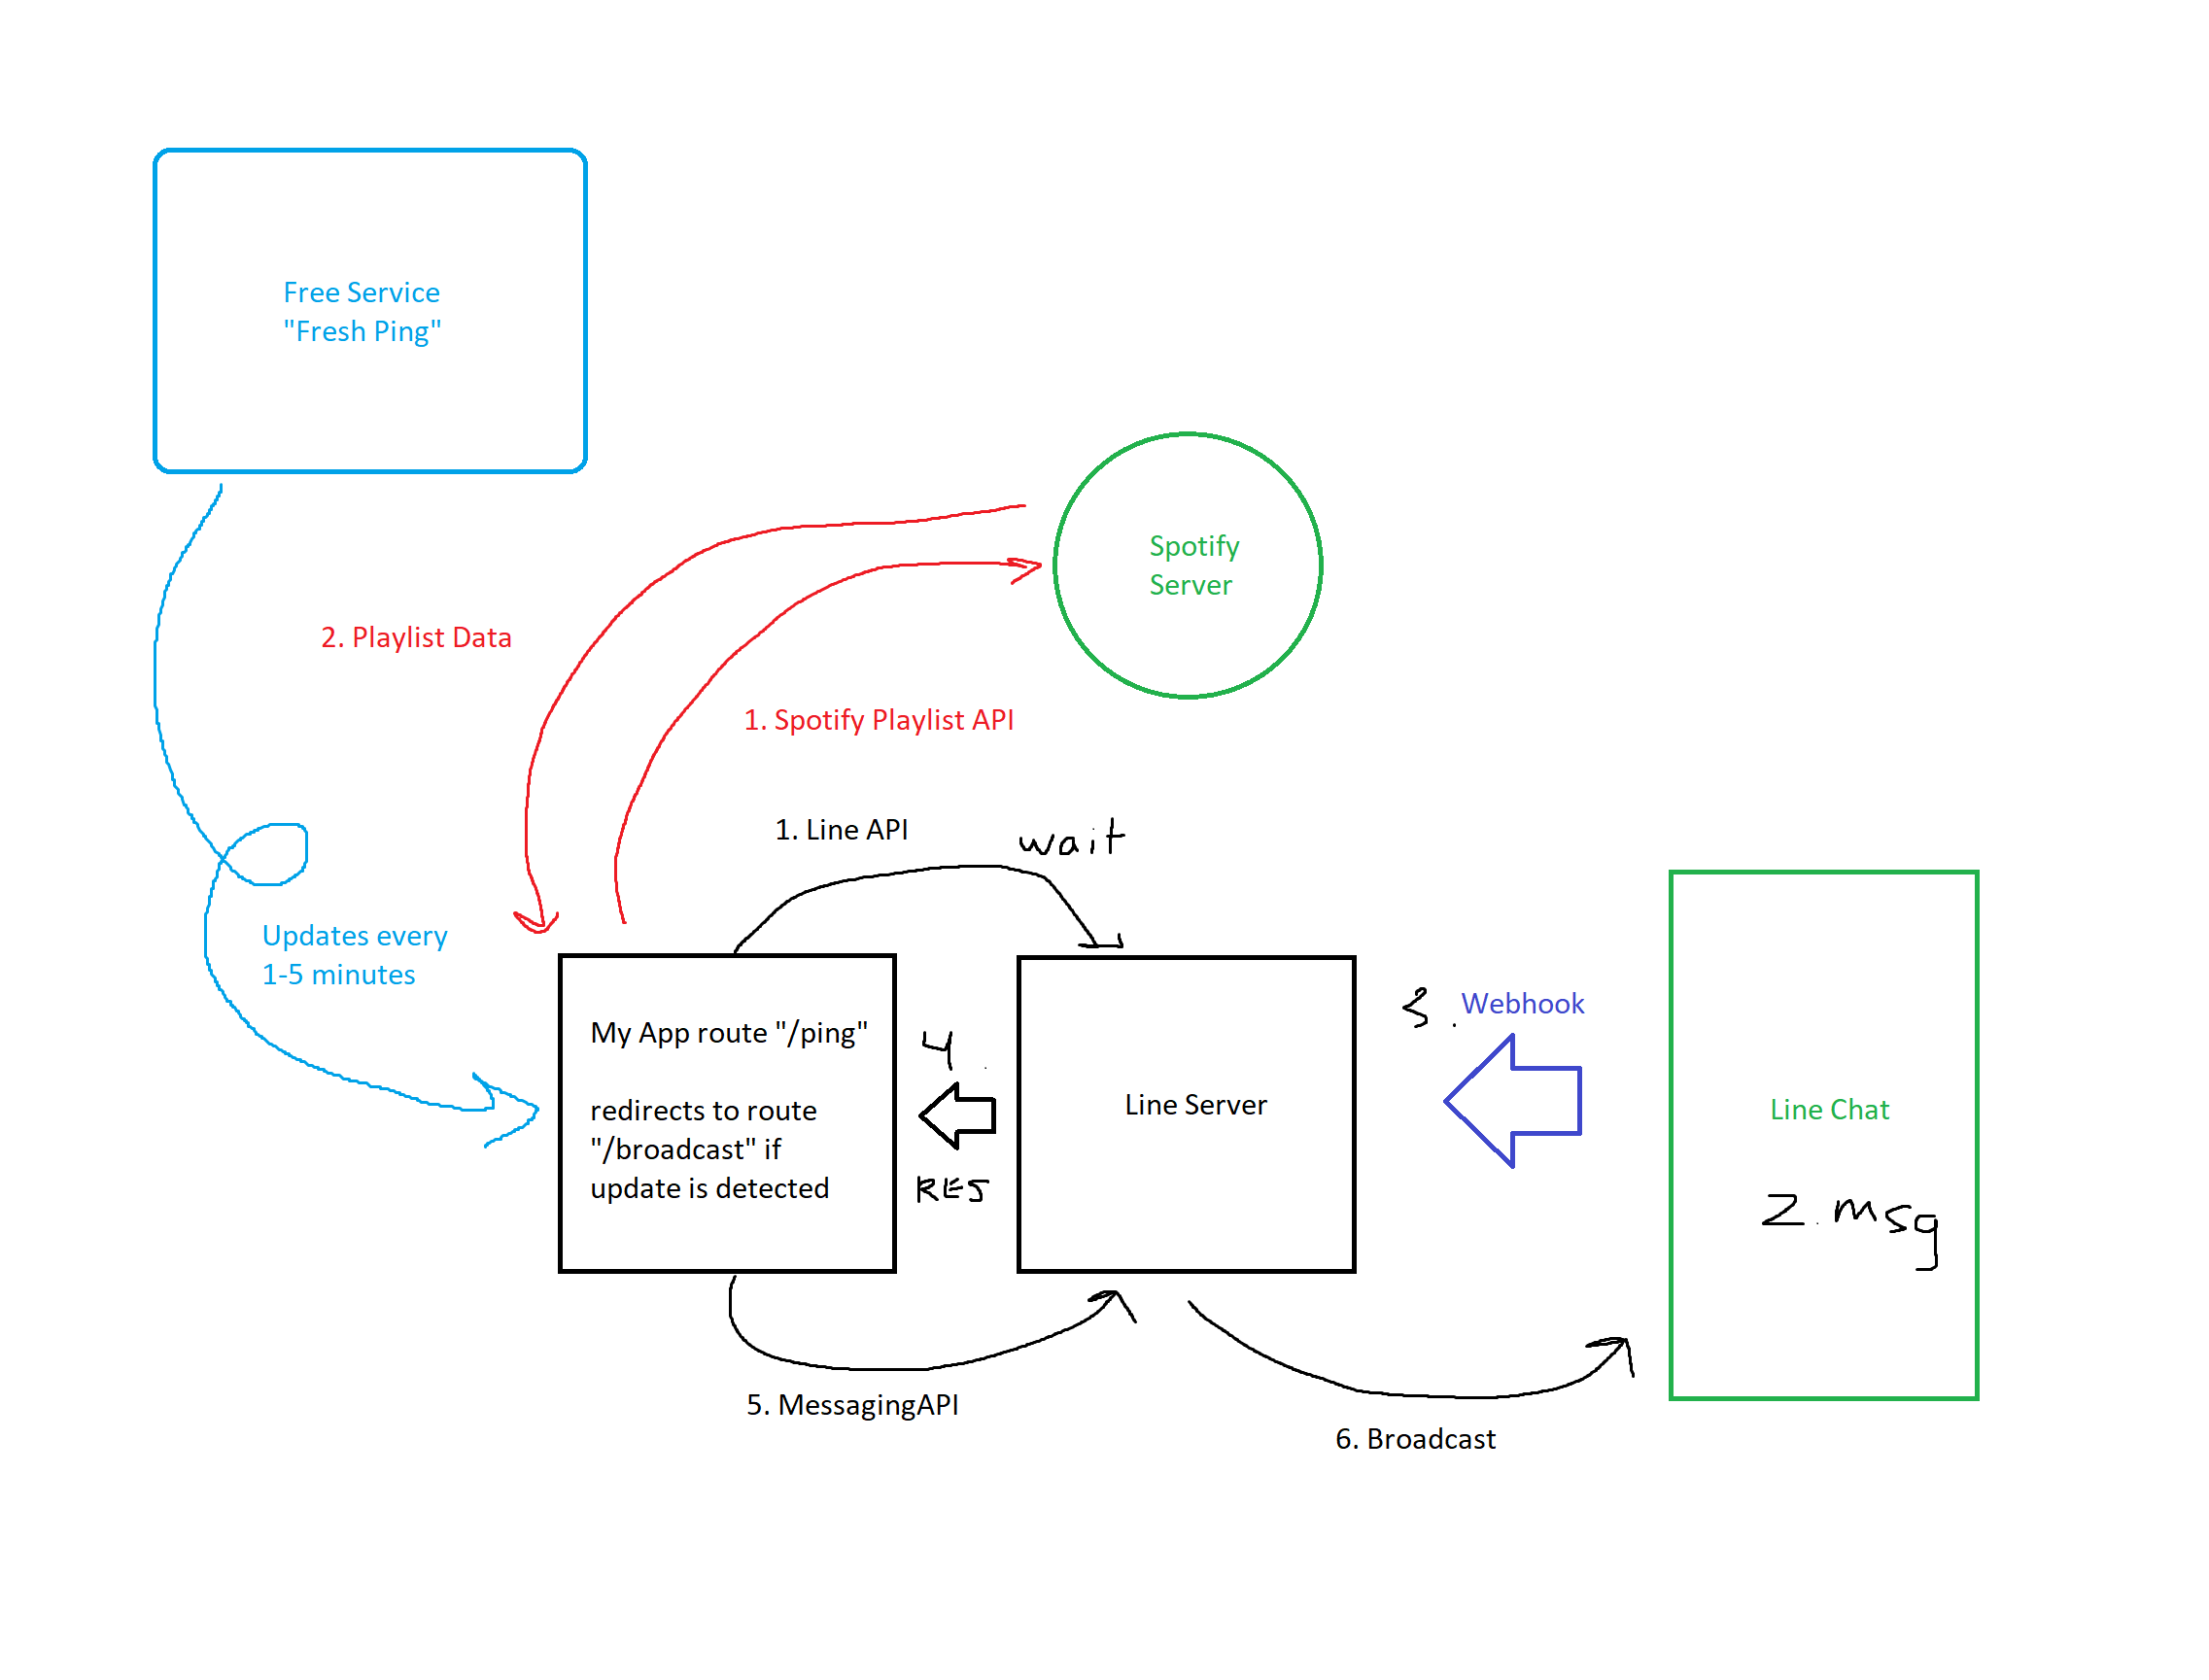 Free Service
"Fresh Ping"
Spotify
Server
2. Playlist Data
1. Spotify Playlist API
1. Line API
wait
Updates every
1-5 minutes
My App route "/ping"
redirects to route
"/broadcast" if
update is detected
4.
RES
Line Server
3. Webhook
Line Chat
2. msg
5. MessagingAPI
6. Broadcast